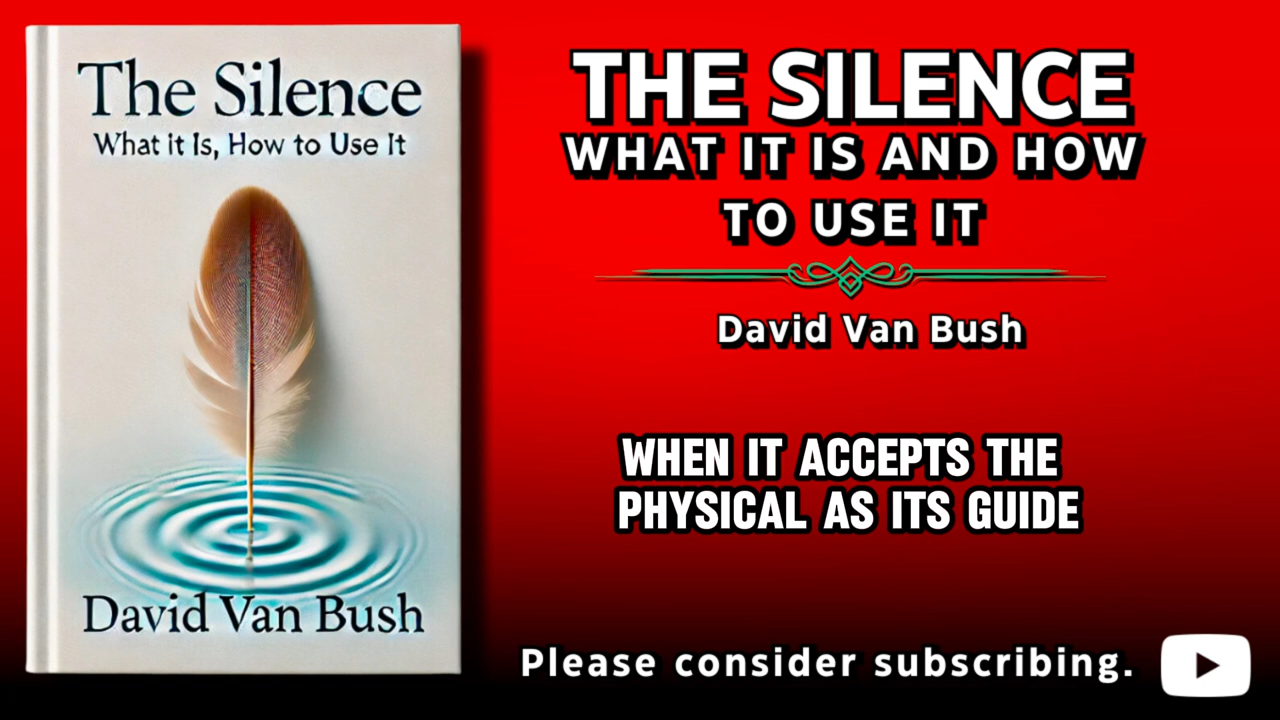 The Silence
What it Is, How to Use It
David Van Bush
THE SILENCE
WHAT IT IS AND HOW
TO USE IT
David Van Bush
WHEN IT ACCEPTS THE
PHYSICAL AS ITS GUIDE
Please consider subscribing.